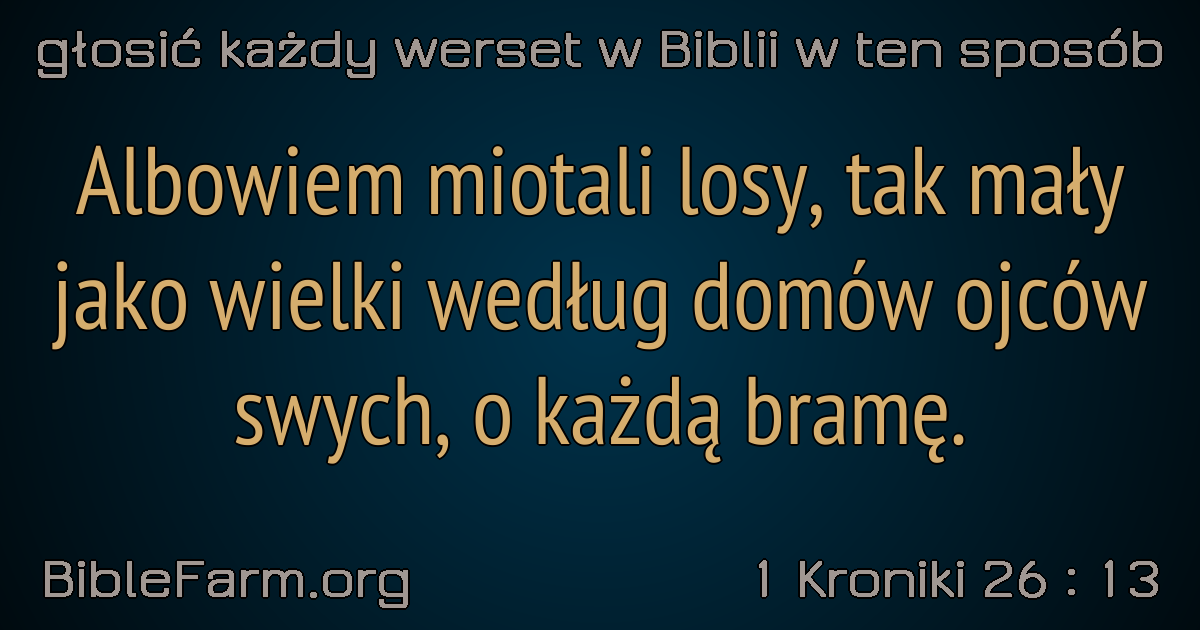 głosić każdy werset w Biblii w ten sposób
Albowiem miotali losy, tak mały
jako wielki według domów ojców
swych, o każdą bramę.
BibleFarm.org
1 Kroniki 26 : 13